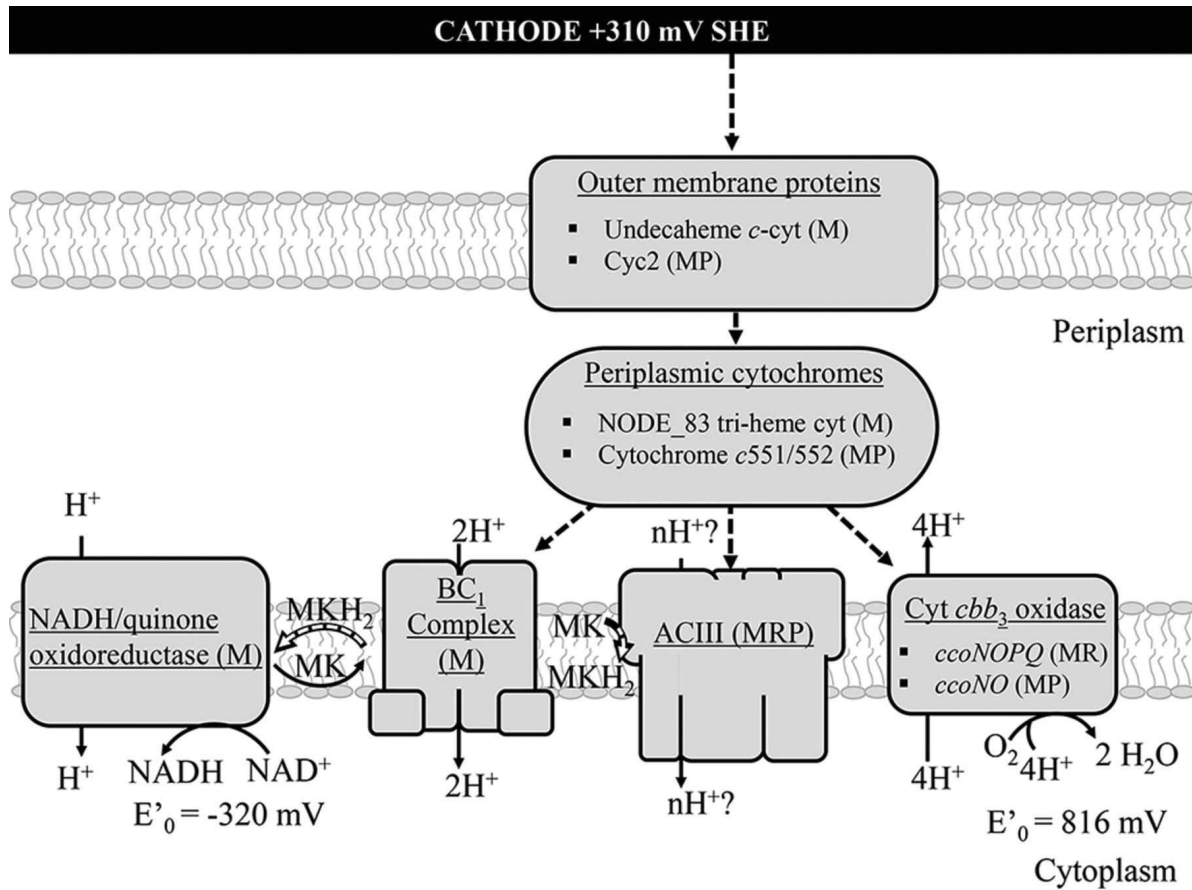 CATHODE +310 mV SHE
Outer membrane proteins
▪ Undecaheme c-cyt (M)
▪ Cyc2 (MP)
Periplasm
Periplasmic cytochromes
▪ NODE_83 tri-heme cyt (M)
▪ Cytochrome c551/552 (MP)
H⁺
2H⁺
nH⁺?
4H⁺
NADH/quinone
oxidoreductase (M)
MKH₂
MK
BC₁
Complex
(M)
MK
MKH₂
ACIII (MRP)
Cyt cbb₃ oxidase
▪ ccoNOPQ (MR)
▪ ccoNO (MP)
H⁺
NADH
NAD⁺
E’₀ = -320 mV
2H⁺
nH⁺?
4H⁺
O₂
4H⁺
2 H₂O
E’₀ = 816 mV
Cytoplasm